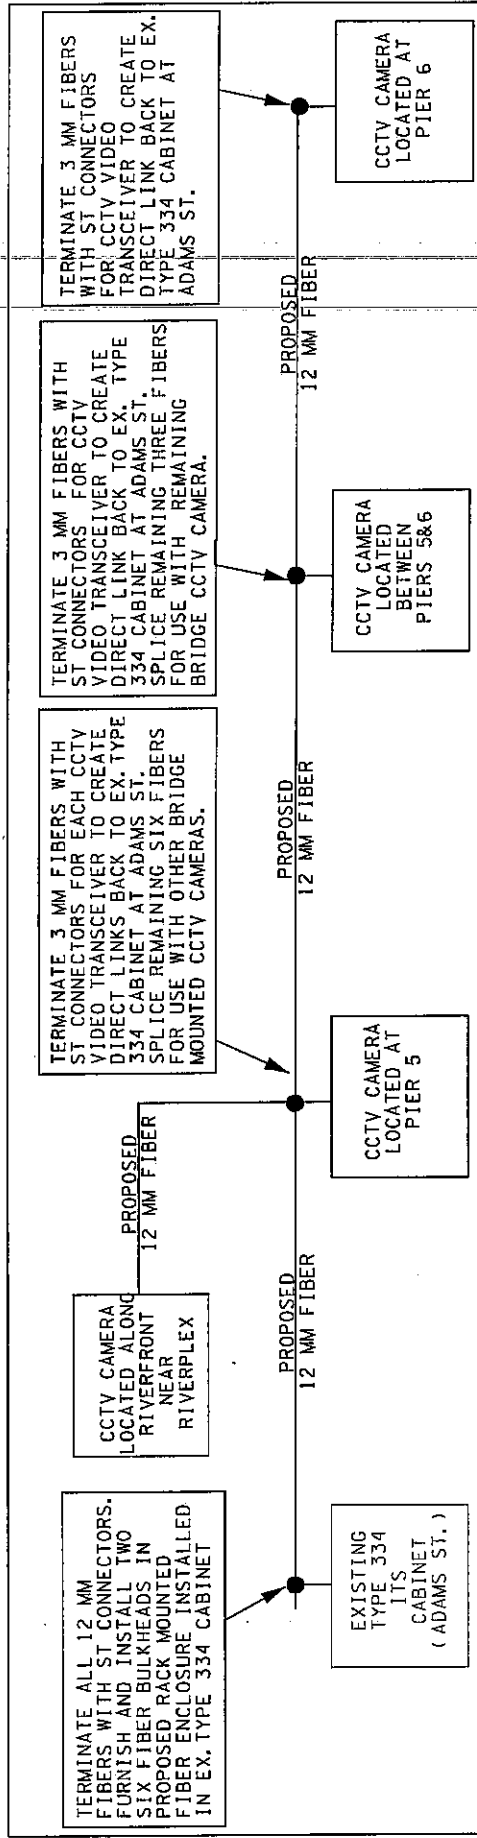 TERMINATE ALL 12 MM
FIBERS WITH ST CONNECTORS.
FURNISH AND INSTALL TWO
SIX FIBER BULKHEADS IN
PROPOSED RACK MOUNTED
FIBER ENCLOSURE INSTALLED
IN EX. TYPE 334 CABINET
EXISTING
TYPE 334
ITS
CABINET
(ADAMS ST.)
CCTV CAMERA
LOCATED ALONG
RIVERFRONT
NEAR
RIVERPLEX
PROPOSED
12 MM FIBER
PROPOSED
12 MM FIBER
TERMINATE 3 MM FIBERS WITH
ST CONNECTORS FOR EACH CCTV
VIDEO TRANSCEIVER TO CREATE
DIRECT LINKS BACK TO EX. TYPE
334 CABINET AT ADAMS ST.
SPLICE REMAINING SIX FIBERS
FOR USE WITH OTHER BRIDGE
MOUNTED CCTV CAMERAS.
CCTV CAMERA
LOCATED AT
PIER 5
PROPOSED
12 MM FIBER
TERMINATE 3 MM FIBERS WITH
ST CONNECTORS FOR CCTV
VIDEO TRANSCEIVER TO CREATE
DIRECT LINK BACK TO EX. TYPE
334 CABINET AT ADAMS ST.
SPLICE REMAINING THREE FIBERS
FOR USE WITH REMAINING
BRIDGE CCTV CAMERA.
CCTV CAMERA
LOCATED
BETWEEN
PIERS 5&6
PROPOSED
12 MM FIBER
TERMINATE 3 MM FIBERS
WITH ST CONNECTORS
FOR CCTV VIDEO
TRANSCEIVER TO CREATE
DIRECT LINK BACK TO EX.
TYPE 334 CABINET AT
ADAMS ST.
CCTV CAMERA
LOCATED AT
PIER 6